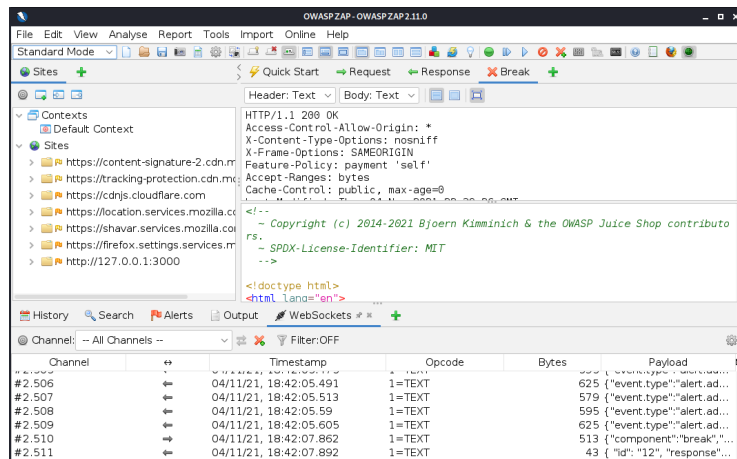 OWASP ZAP - OWASP ZAP 2.11.0
File Edit View Analyse Report Tools Import Online Help
Standard Mode
Sites
Quick Start Request Response Break
Header: Text Body: Text
Contexts
Default Context
Sites
https://content-signature-2.cdn.m
https://tracking-protection.cdn.mo
https://cdnjs.cloudflare.com
https://location.services.mozilla.co
https://shavar.services.mozilla.com
https://firefox.settings.services.m
http://127.0.0.1:3000
HTTP/1.1 200 OK
Access-Control-Allow-Origin: *
X-Content-Type-Options: nosniff
X-Frame-Options: SAMEORIGIN
Feature-Policy: payment 'self'
Accept-Ranges: bytes
Cache-Control: public, max-age=0
<!--
~ Copyright (c) 2014-2021 Bjoern Kimminich & the OWASP Juice Shop contributo
rs.
~ SPDX-License-Identifier: MIT
-->
<!doctype html>
<html lang="en">
History Search Alerts Output WebSockets
Channel: -- All Channels -- Filter:OFF
Channel ↔ Timestamp Opcode Bytes Payload
#2.506 ⇐ 04/11/21, 18:42:05.491 1=TEXT 625 {"event.type":"alert.ad...
#2.507 ⇐ 04/11/21, 18:42:05.513 1=TEXT 579 {"event.type":"alert.ad...
#2.508 ⇐ 04/11/21, 18:42:05.59 1=TEXT 595 {"event.type":"alert.ad...
#2.509 ⇐ 04/11/21, 18:42:05.605 1=TEXT 625 {"event.type":"alert.ad...
#2.510 ⇒ 04/11/21, 18:42:07.862 1=TEXT 513 {"component":"break","...
#2.511 ⇐ 04/11/21, 18:42:07.892 1=TEXT 43 { "id": "12", "response"...